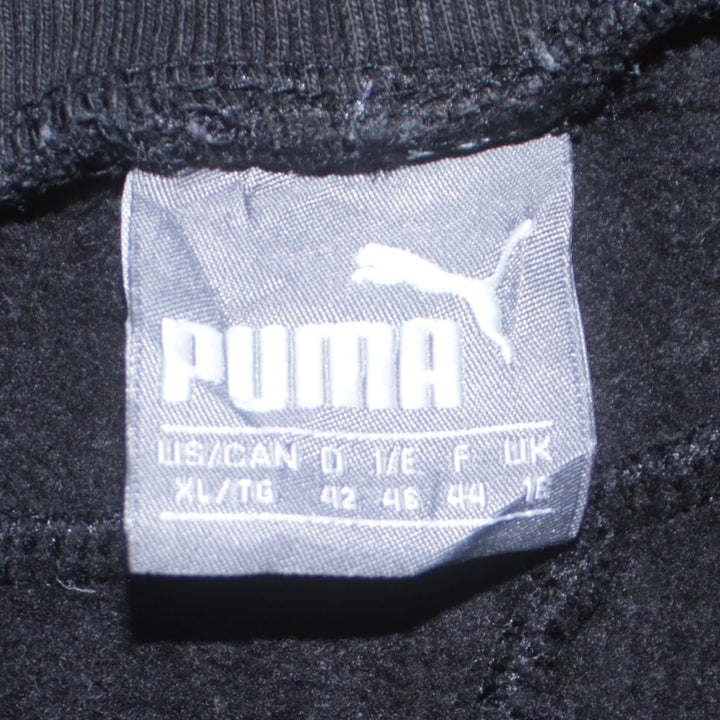 PUMA
US/CAN D I/E F UK
XL/TG 42 46 44 16